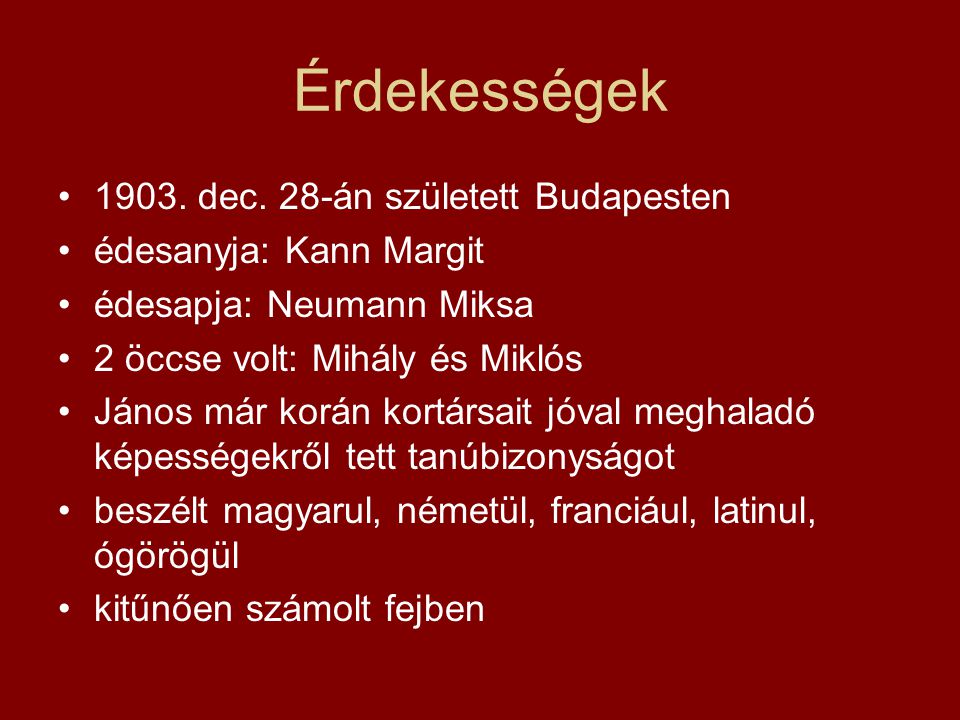 Érdekességek
• 1903. dec. 28-án született Budapesten
• édesanyja: Kann Margit
• édesapja: Neumann Miksa
• 2 öccse volt: Mihály és Miklós
• János már korán kortársait jóval meghaladó
képességekről tett tanúbizonyságot
• beszélt magyarul, németül, franciául, latinul,
ógörögül
• kitűnően számolt fejben